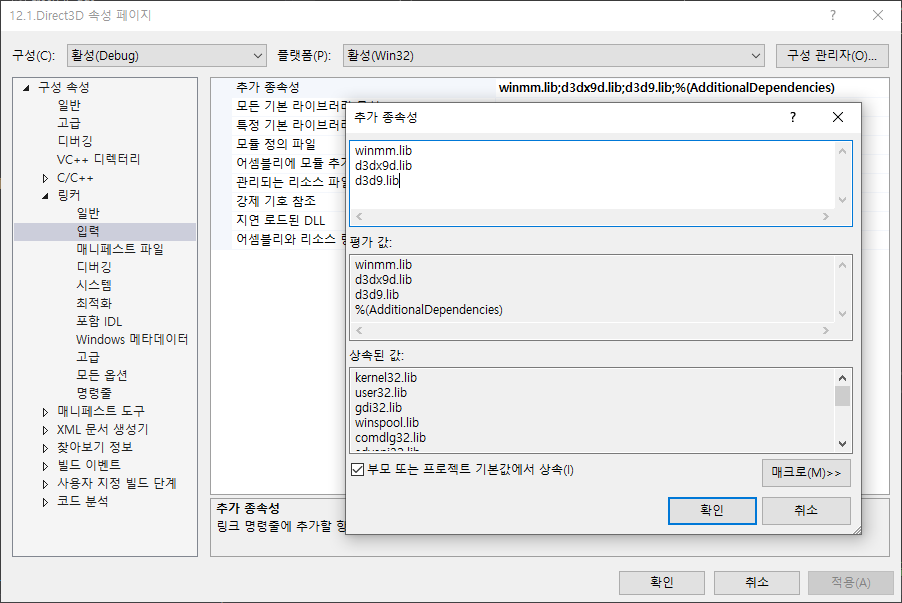 12.1.Direct3D 속성 페이지
구성(C): 활성(Debug) 플랫폼(P): 활성(Win32) 구성 관리자(O)...
구성 속성
일반
고급
디버깅
VC++ 디렉터리
C/C++
링커
일반
입력
매니페스트 파일
디버깅
시스템
최적화
포함 IDL
Windows 메타데이터
고급
모든 옵션
명령줄
매니페스트 도구
XML 문서 생성기
찾아보기 정보
빌드 이벤트
사용자 지정 빌드 단계
코드 분석
추가 종속성 winmm.lib;d3dx9d.lib;d3d9.lib;%(AdditionalDependencies)
모든 기본 라이브러리
특정 기본 라이브러리
모듈 정의 파일
어셈블리에 모듈 추가
관리되는 리소스 파일
강제 기호 참조
지연 로드된 DLL
어셈블리와 리소스
추가 종속성
링크 명령줄에 추가할
추가 종속성
winmm.lib
d3dx9d.lib
d3d9.lib
평가 값:
winmm.lib
d3dx9d.lib
d3d9.lib
%(AdditionalDependencies)
상속된 값:
kernel32.lib
user32.lib
gdi32.lib
winspool.lib
comdlg32.lib
부모 또는 프로젝트 기본값에서 상속(I)
매크로(M)>>
확인 취소
확인 취소 적용(A)